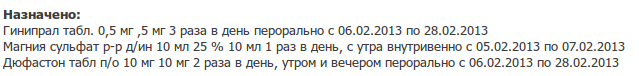 Назначено:
Гинипрал табл. 0,5 мг ,5 мг 3 раза в день перорально с 06.02.2013 по 28.02.2013
Магния сульфат р-р д/ин 10 мл 25 % 10 мл 1 раз в день, с утра внутривенно с 05.02.2013 по 07.02.2013
Дюфастон табл п/о 10 мг 10 мг 2 раза в день, утром и вечером перорально с 06.02.2013 по 28.02.2013